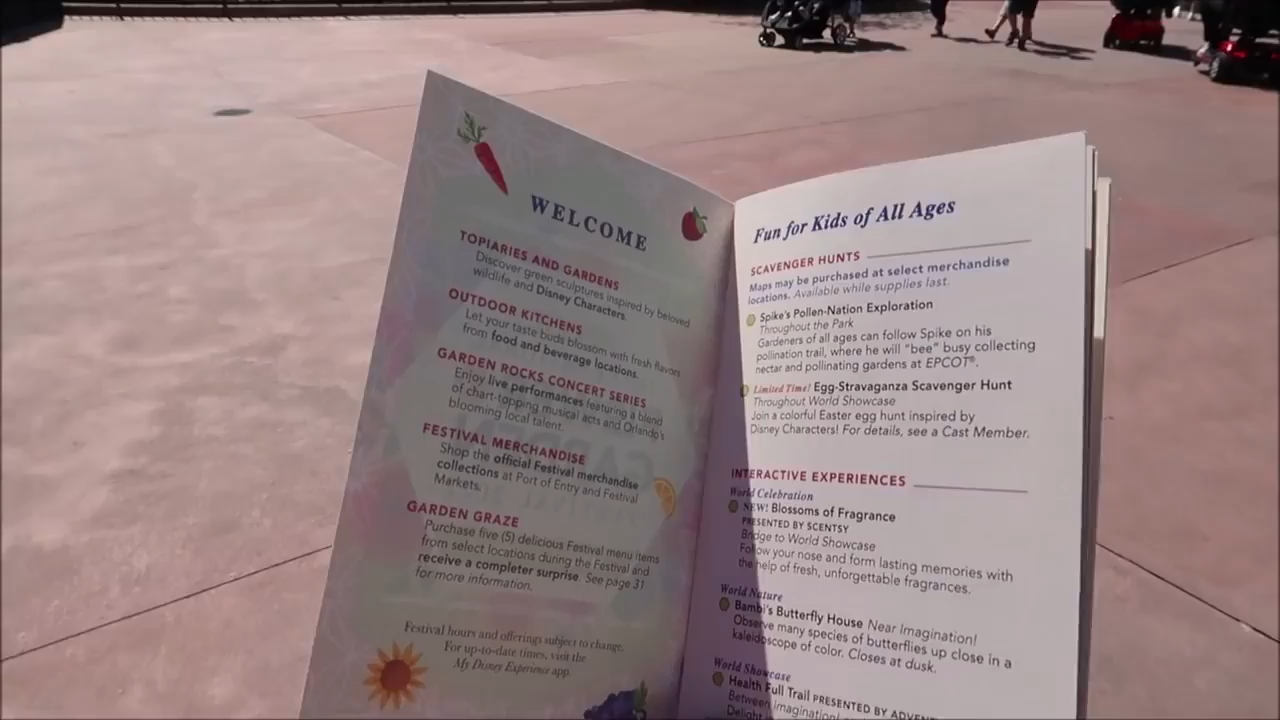 WELCOME
TOPIARIES AND GARDENS
Discover green sculptures inspired by beloved
wildlife and Disney Characters.
OUTDOOR KITCHENS
Let your taste buds blossom with fresh flavors
from food and beverage locations.
GARDEN ROCKS CONCERT SERIES
Enjoy live performances featuring a blend
of chart-topping musical acts and Orlando's
blooming local talent.
FESTIVAL MERCHANDISE
Shop the official Festival merchandise
collections at Port of Entry and Festival
Markets.
GARDEN GRAZE
Purchase five (5) delicious Festival menu items
from select locations during the Festival and
receive a completer surprise. See page 31
for more information.
Festival hours and offerings subject to change.
For up-to-date times, visit the
My Disney Experience app.
Fun for Kids of All Ages
SCAVENGER HUNTS
Maps may be purchased at select merchandise
locations. Available while supplies last.
Spike's Pollen-Nation Exploration
Throughout the Park
Gardeners of all ages can follow Spike on his
pollination trail, where he will "bee" busy collecting
nectar and pollinating gardens at EPCOT®.
Limited Time! Egg-Stravaganza Scavenger Hunt
Throughout World Showcase
Join a colorful Easter egg hunt inspired by
Disney Characters! For details, see a Cast Member.
INTERACTIVE EXPERIENCES
World Celebration
NEW! Blossoms of Fragrance
PRESENTED BY SCENTSY
Bridge to World Showcase
Follow your nose and form lasting memories with
the help of fresh, unforgettable fragrances.
World Nature
Bambi's Butterfly House Near Imagination!
Observe many species of butterflies up close in a
kaleidoscope of color. Closes at dusk.
World Showcase
Health Full Trail PRESENTED BY
Between Imagination!
Delight